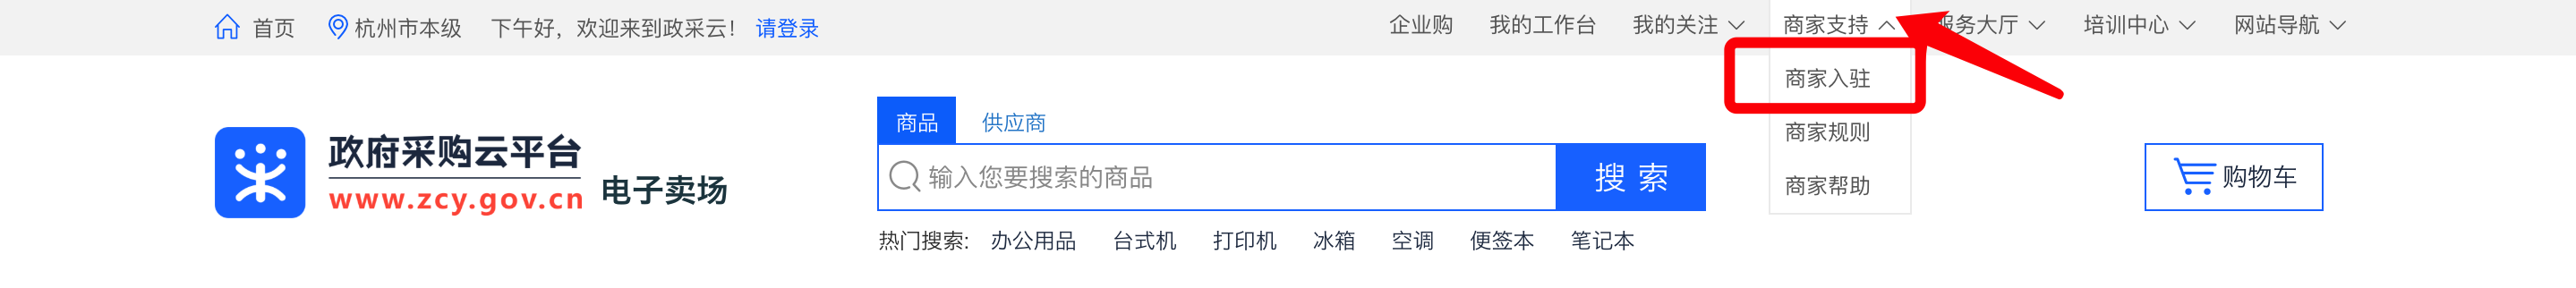 首页 杭州市本级 下午好，欢迎来到政采云！ 请登录 企业购 我的工作台 我的关注 商家支持 服务大厅 培训中心 网站导航
商家入驻
商家规则
商家帮助
商品 供应商
政府采购云平台
www.zcy.gov.cn
电子卖场
输入您要搜索的商品 搜 索
购物车
热门搜索: 办公用品 台式机 打印机 冰箱 空调 便签本 笔记本